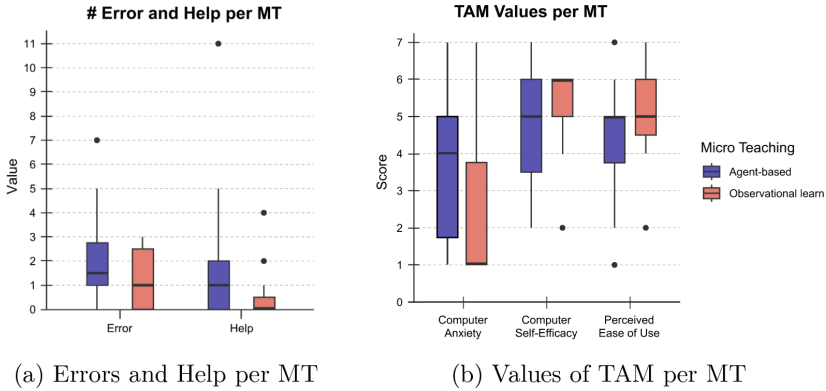 # Error and Help per MT
11
10
9
8
7
6
5
4
3
2
1
0
Value
Error
Help
(a) Errors and Help per MT
TAM Values per MT
7
6
5
4
3
2
1
0
Score
Computer
Anxiety
Computer
Self-Efficacy
Perceived
Ease of Use
Micro Teaching
Agent-based
Observational learn
(b) Values of TAM per MT